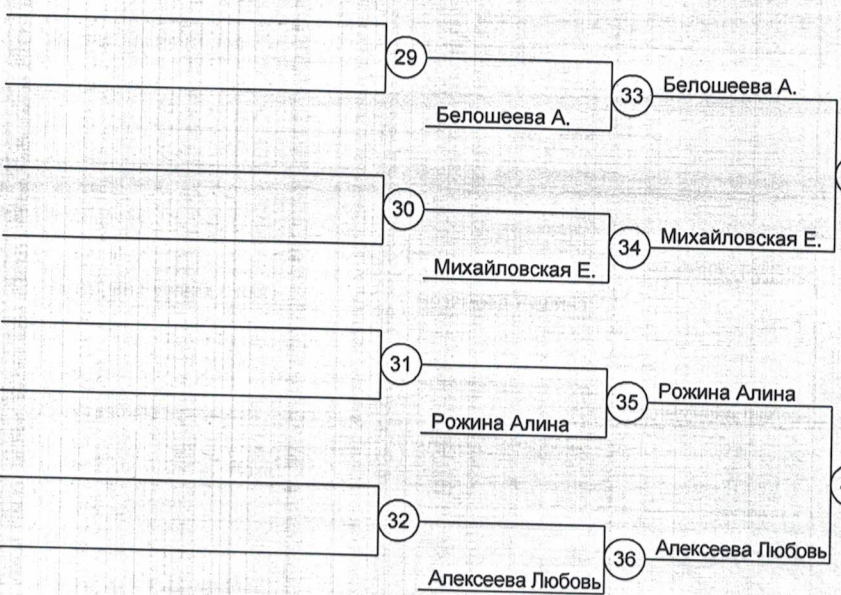 29
33 Белошеева А.
Белошеева А.
30
34 Михайловская Е.
Михайловская Е.
31
35 Рожина Алина
Рожина Алина
32
36 Алексеева Любовь
Алексеева Любовь